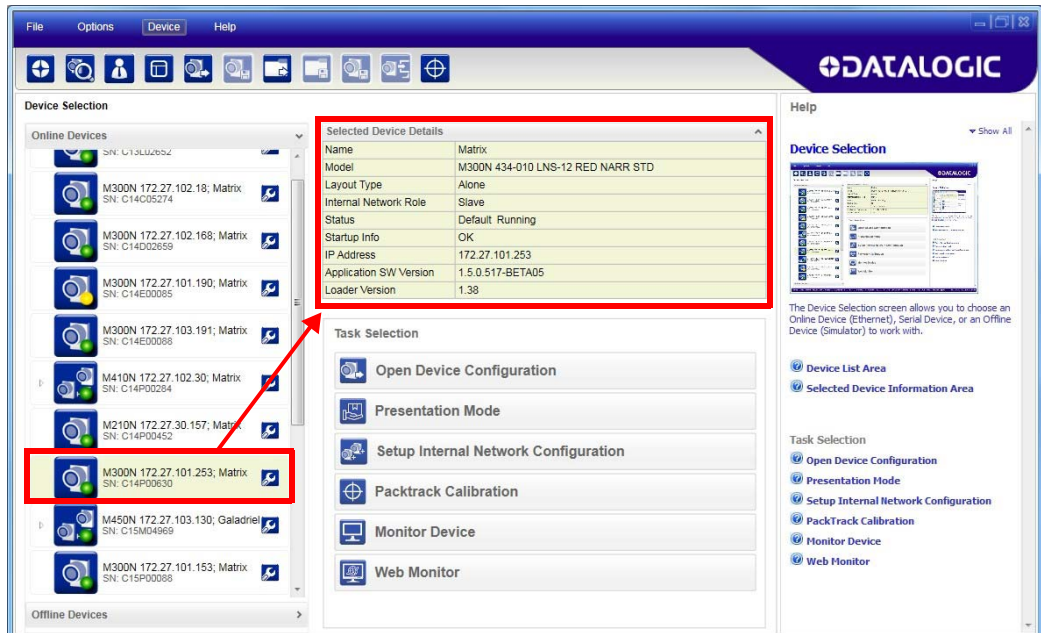 File Options Device Help
DATALOGIC
Device Selection
Online Devices
SN: C13L02652
M300N 172.27.102.18; Matrix
SN: C14C05274
M300N 172.27.102.168; Matrix
SN: C14D02659
M300N 172.27.101.190; Matrix
SN: C14E00085
M300N 172.27.103.191; Matrix
SN: C14E00088
M410N 172.27.102.30; Matrix
SN: C14P00284
M210N 172.27.30.157; Matrix
SN: C14P00452
M300N 172.27.101.253; Matrix
SN: C14P00630
M450N 172.27.103.130; Galadriel
SN: C15M04969
M300N 172.27.101.153; Matrix
SN: C15P00088
Offline Devices
Selected Device Details
Name Matrix
Model M300N 434-010 LNS-12 RED NARR STD
Layout Type Alone
Internal Network Role Slave
Status Default Running
Startup Info OK
IP Address 172.27.101.253
Application SW Version 1.5.0.517-BETA05
Loader Version 1.38
Task Selection
Open Device Configuration
Presentation Mode
Setup Internal Network Configuration
Packtrack Calibration
Monitor Device
Web Monitor
Help
Show All
Device Selection
The Device Selection screen allows you to choose an
Online Device (Ethernet), Serial Device, or an Offline
Device (Simulator) to work with.
Device List Area
Selected Device Information Area
Task Selection
Open Device Configuration
Presentation Mode
Setup Internal Network Configuration
PackTrack Calibration
Monitor Device
Web Monitor